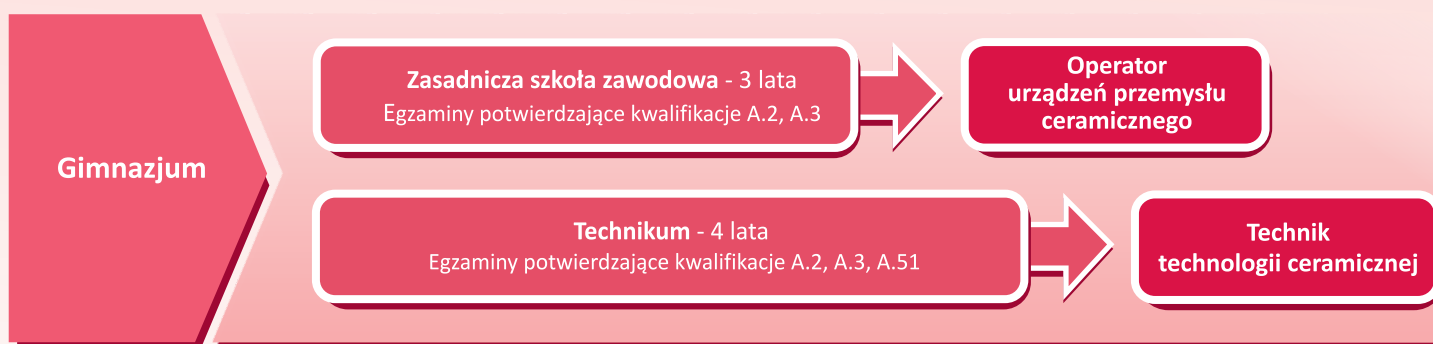 Gimnazjum
Zasadnicza szkoła zawodowa - 3 lata
Egzaminy potwierdzające kwalifikacje A.2, A.3
Operator
urządzeń przemysłu
ceramicznego
Technikum - 4 lata
Egzaminy potwierdzające kwalifikacje A.2, A.3, A.51
Technik
technologii ceramicznej